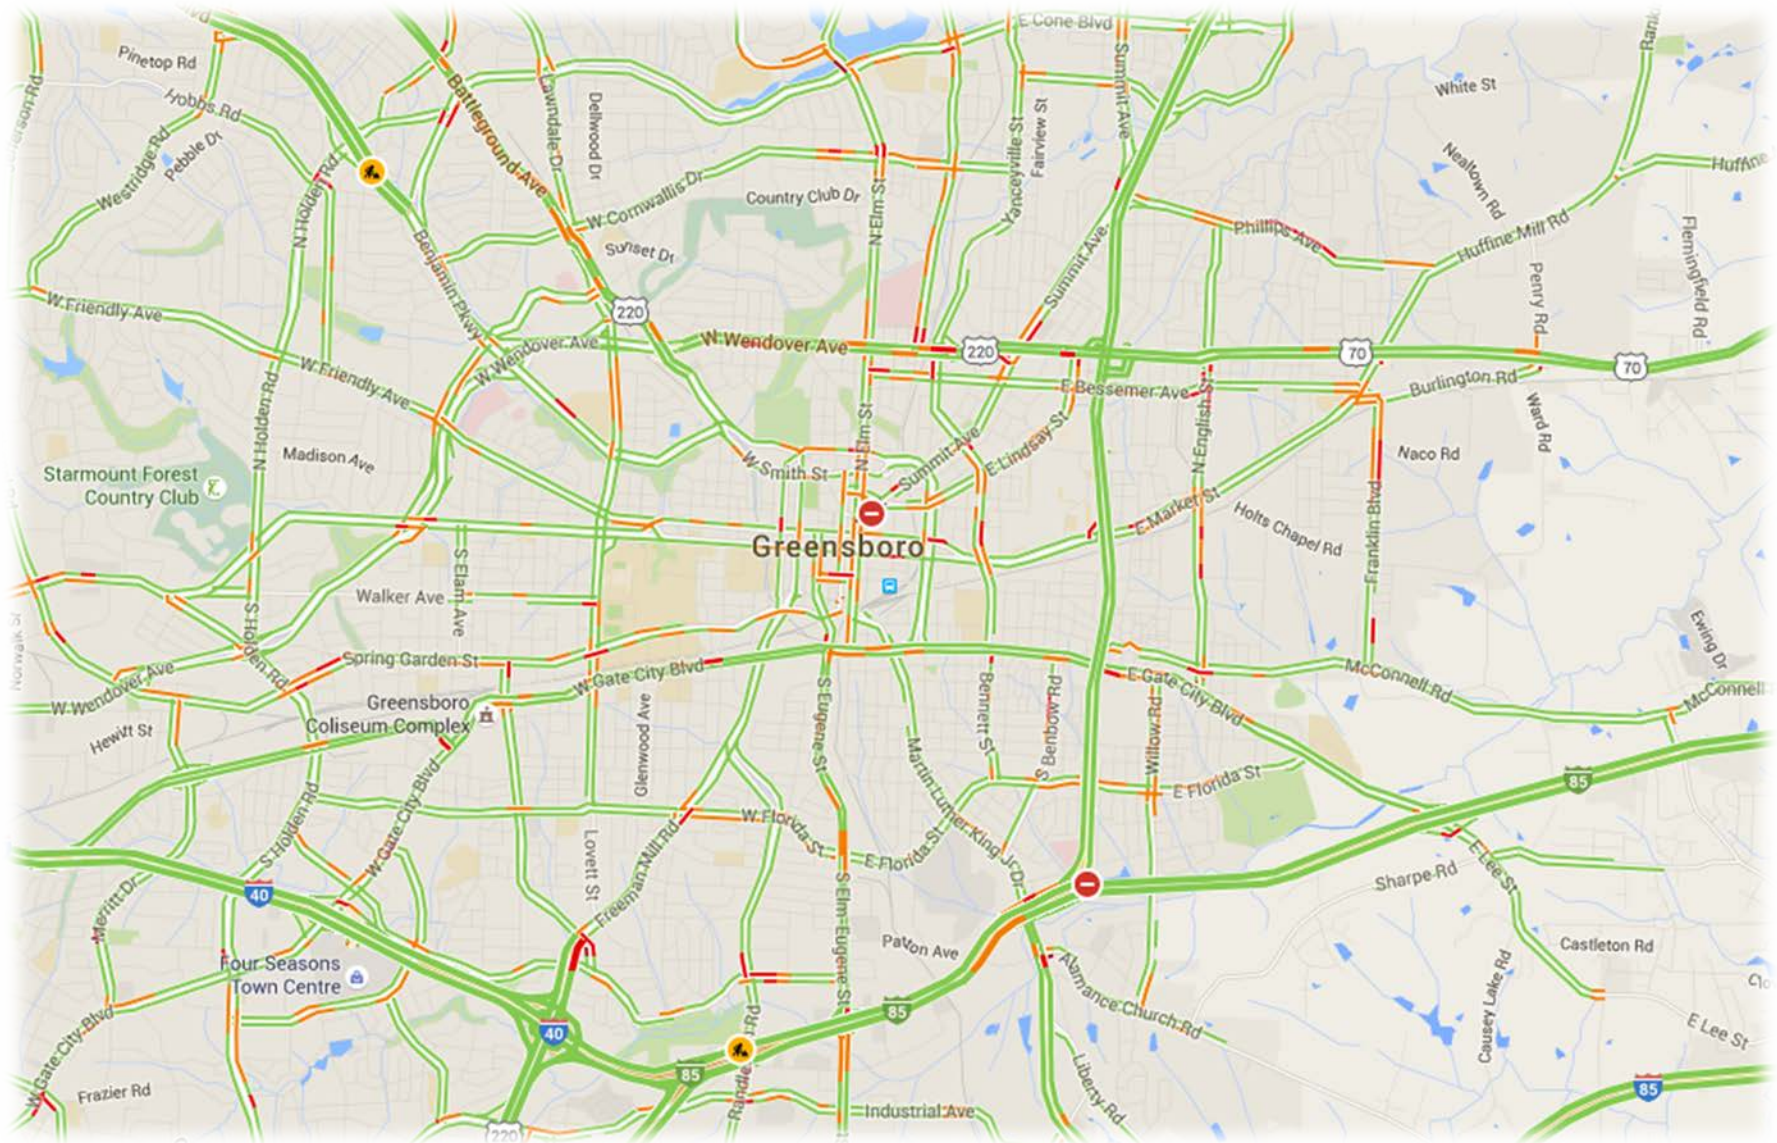 E Cone Blvd
Pinetop Rd
White St
Hobbs Rd
Battleground Ave
Lawndale Dr
Dellwood Dr
Summit Ave
Fairview St
Yanceyville St
Westridge Rd
Pebble Dr
Nealtown Rd
Huffine
N Holden Rd
W Cornwallis Dr
Country Club Dr
N Elm St
Phillips Ave
Huffine Mill Rd
Flemingfield Rd
Sunset Dr
Benjamin Pkwy
Summit Ave
Penry Rd
W Friendly Ave
220
W Wendover Ave
W Wendover Ave
220
70
70
W Friendly Ave
E Bessemer Ave
Burlington Rd
N Holden Rd
N Elm St
N English St
Ward Rd
Madison Ave
Summit Ave
E Lindsay St
Naco Rd
W Smith St
Starmount Forest
Country Club
E Market St
Holts Chapel Rd
Franklin Blvd
Greensboro
S Elam Ave
Walker Ave
S Holden Rd
Ewing Dr
Spring Garden St
W Gate City Blvd
McConnell Rd
W Wendover Ave
E Gate City Blvd
McConnell
Greensboro
Coliseum Complex
Hewitt St
Glenwood Ave
S Eugene St
Bennett St
S Benbow Rd
Willow Rd
Martin Luther King Jr Dr
E Florida St
85
W Gate City Blvd
S Holden Rd
W Florida St
E Florida St
Lovett St
Freeman Mill Rd
E Lee St
Sharpe Rd
40
Merritt Dr
S Elm-Eugene St
Patton Ave
Castleton Rd
Four Seasons
Town Centre
Alamance Church Rd
Causey Lake Rd
W Gate City Blvd
85
40
E Lee St
85
85
Frazier Rd
Liberty Rd
Industrial Ave
220